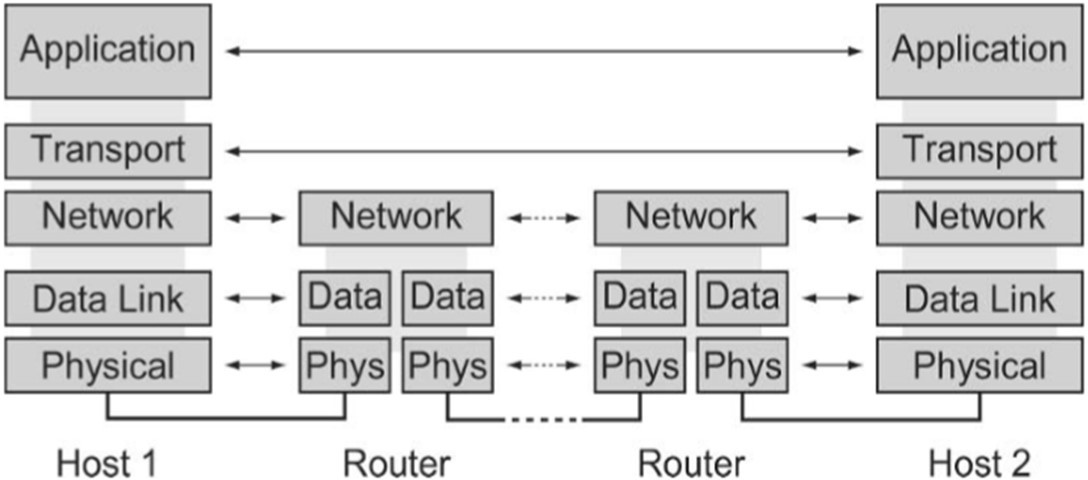 Application Application
Transport Transport
Network Network Network Network
Data Link Data Data Data Data Data Link
Physical Phys Phys Phys Phys Physical
Host 1 Router Router Host 2